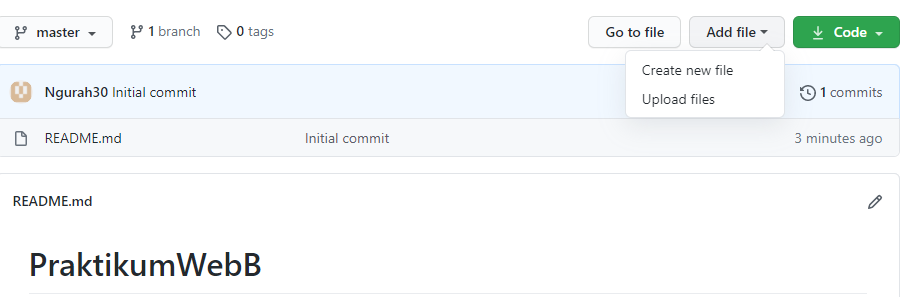 master 1 branch 0 tags Go to file Add file Code
Create new file
Upload files
Ngurah30 Initial commit 1 commits
README.md Initial commit 3 minutes ago
README.md
PraktikumWebB